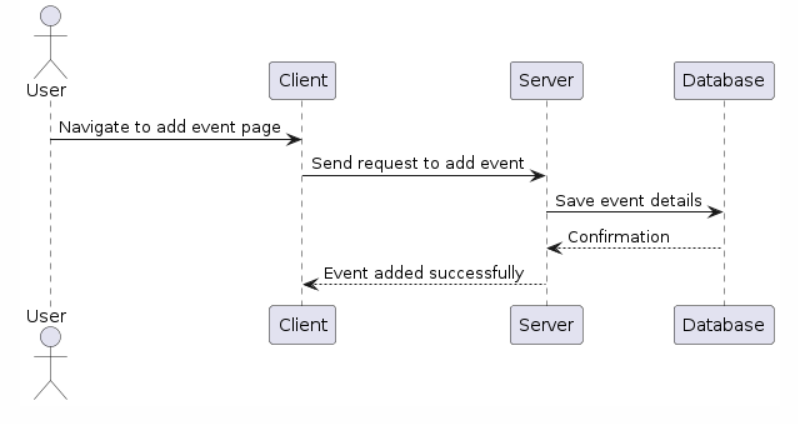 User
Client
Server
Database
Navigate to add event page
Send request to add event
Save event details
Confirmation
Event added successfully
User
Client
Server
Database